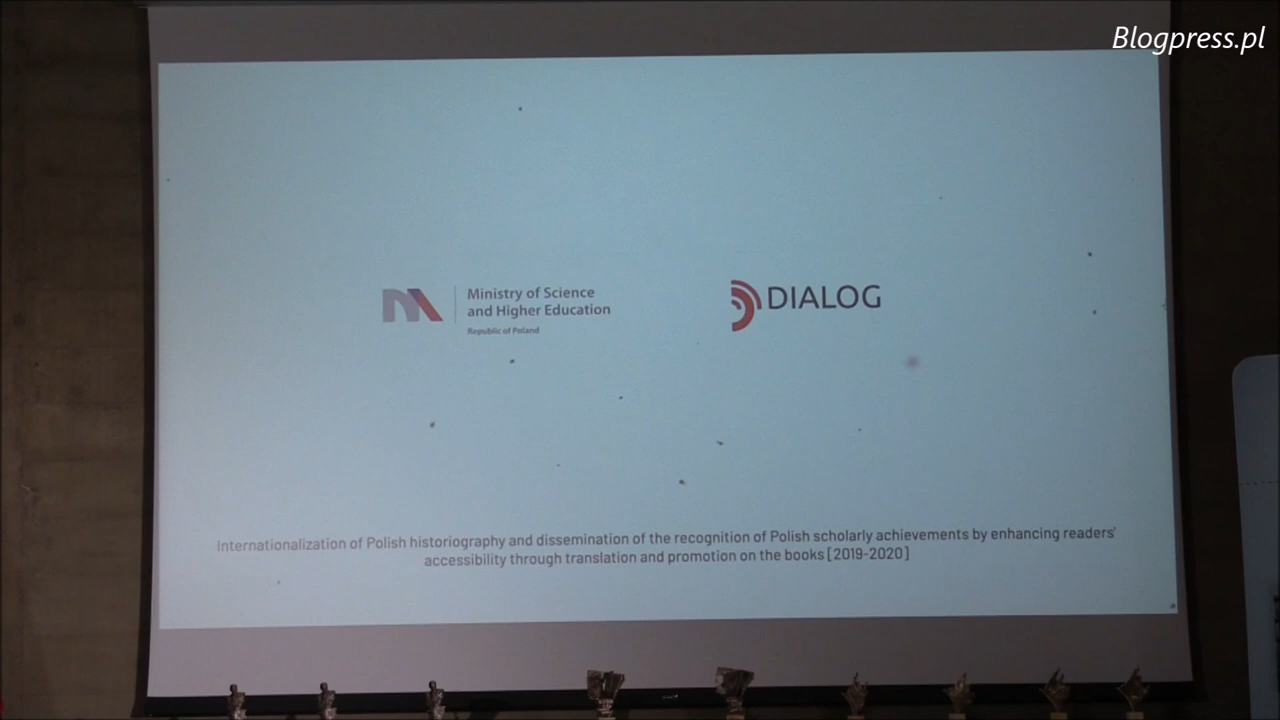 Blogpress.pl
Ministry of Science
and Higher Education
Republic of Poland
DIALOG
Internationalization of Polish historiography and dissemination of the recognition of Polish scholarly achievements by enhancing readers'
accessibility through translation and promotion on the books [2019-2020]